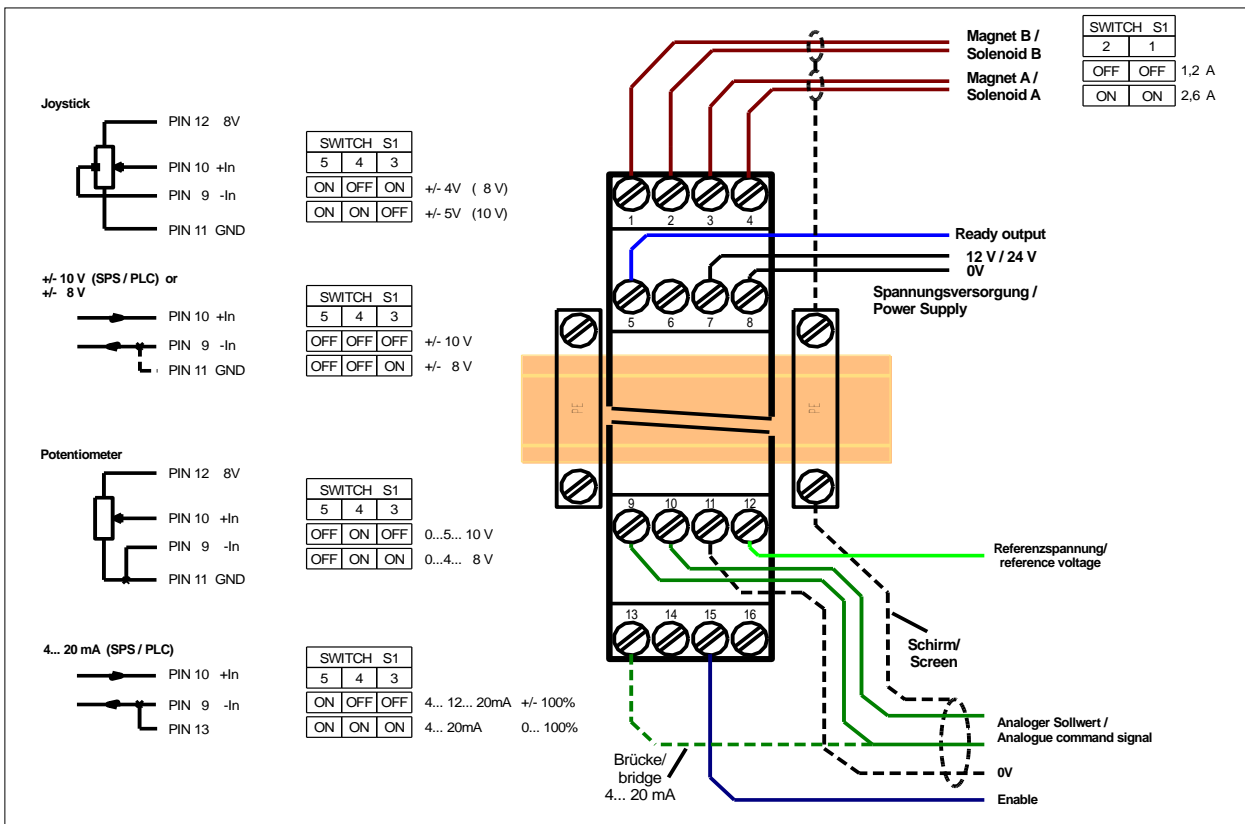 Joystick
PIN 12 8V
PIN 10 +In
PIN 9 -In
PIN 11 GND
SWITCH S1
5 4 3
ON OFF ON +/- 4V ( 8 V)
ON ON OFF +/- 5V (10 V)
+/- 10 V (SPS / PLC) or
+/- 8 V
PIN 10 +In
PIN 9 -In
PIN 11 GND
SWITCH S1
5 4 3
OFF OFF OFF +/- 10 V
OFF OFF ON +/- 8 V
Potentiometer
PIN 12 8V
PIN 10 +In
PIN 9 -In
PIN 11 GND
SWITCH S1
5 4 3
OFF ON OFF 0...5... 10 V
OFF ON ON 0...4... 8 V
4... 20 mA (SPS / PLC)
PIN 10 +In
PIN 9 -In
PIN 13
SWITCH S1
5 4 3
ON OFF OFF 4... 12... 20mA +/- 100%
ON ON ON 4... 20mA 0... 100%
Magnet B /
Solenoid B
Magnet A /
Solenoid A
SWITCH S1
2 1
OFF OFF 1,2 A
ON ON 2,6 A
1 2 3 4
Ready output
12 V / 24 V
0V
Spannungsversorgung /
Power Supply
5 6 7 8
PE
PE
9 10 11 12
Referenzspannung/
reference voltage
13 14 15 16
Schirm/
Screen
Analoger Sollwert /
Analogue command signal
0V
Enable
Brücke/
bridge
4... 20 mA